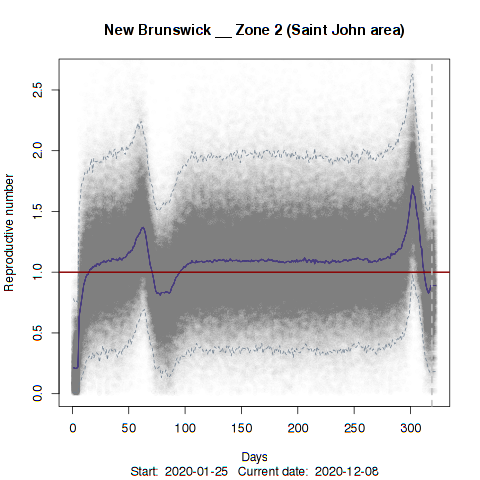 New Brunswick __ Zone 2 (Saint John area)
Reproductive number
2.5
2.0
1.5
1.0
0.5
0.0
0 50 100 150 200 250 300
Days
Start: 2020-01-25 Current date: 2020-12-08